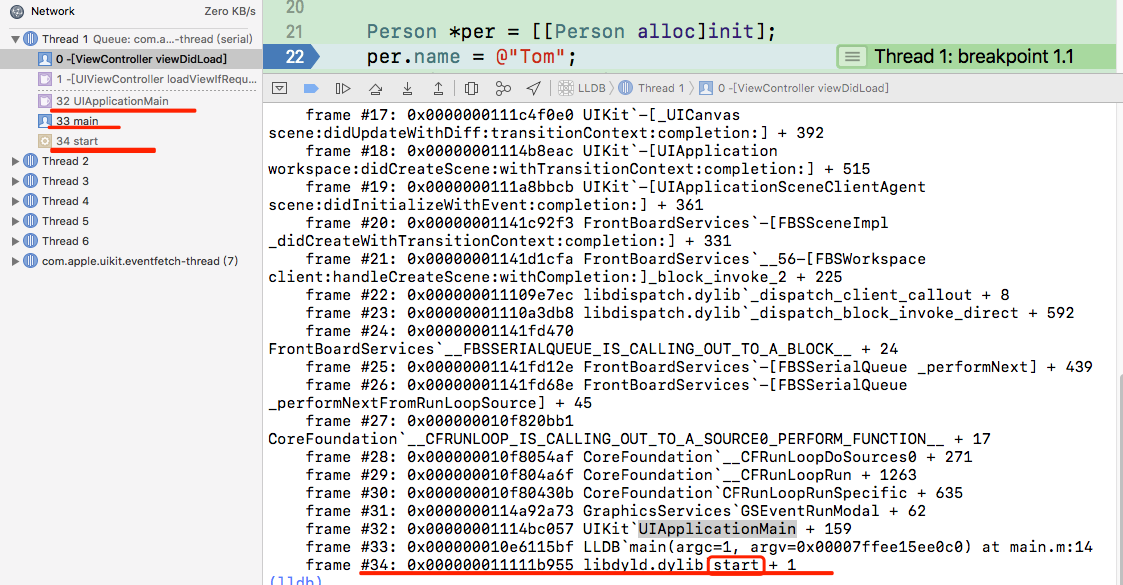 Network Zero KB/s
Thread 1 Queue: com.a...-thread (serial)
0 -[ViewController viewDidLoad]
1 -[UIViewController loadViewIfRequ...
32 UIApplicationMain
33 main
34 start
Thread 2
Thread 3
Thread 4
Thread 5
Thread 6
com.apple.uikit.eventfetch-thread (7)
20
21 Person *per = [[Person alloc]init];
22 per.name = @"Tom"; Thread 1: breakpoint 1.1
LLDB Thread 1 0 -[ViewController viewDidLoad]
frame #17: 0x0000000111c4f0e0 UIKit`-[_UICanvas
scene:didUpdateWithDiff:transitionContext:completion:] + 392
frame #18: 0x00000001114b8eac UIKit`-[UIApplication
workspace:didCreateScene:withTransitionContext:completion:] + 515
frame #19: 0x0000000111a8bbcb UIKit`-[UIApplicationSceneClientAgent
scene:didInitializeWithEvent:completion:] + 361
frame #20: 0x00000001141c92f3 FrontBoardServices`-[FBSSceneImpl
_didCreateWithTransitionContext:completion:] + 331
frame #21: 0x00000001141d1cfa FrontBoardServices`__56-[FBSWorkspace
client:handleCreateScene:withCompletion:]_block_invoke_2 + 225
frame #22: 0x000000011109e7ec libdispatch.dylib`_dispatch_client_callout + 8
frame #23: 0x00000001110a3db8 libdispatch.dylib`_dispatch_block_invoke_direct + 592
frame #24: 0x00000001141fd470
FrontBoardServices`__FBSSERIALQUEUE_IS_CALLING_OUT_TO_A_BLOCK__ + 24
frame #25: 0x00000001141fd12e FrontBoardServices`-[FBSSerialQueue _performNext] + 439
frame #26: 0x00000001141fd68e FrontBoardServices`-[FBSSerialQueue
_performNextFromRunLoopSource] + 45
frame #27: 0x000000010f820bb1
CoreFoundation`__CFRUNLOOP_IS_CALLING_OUT_TO_A_SOURCE0_PERFORM_FUNCTION__ + 17
frame #28: 0x000000010f8054af CoreFoundation`__CFRunLoopDoSources0 + 271
frame #29: 0x000000010f804a6f CoreFoundation`__CFRunLoopRun + 1263
frame #30: 0x000000010f80430b CoreFoundation`CFRunLoopRunSpecific + 635
frame #31: 0x0000000114a92a73 GraphicsServices`GSEventRunModal + 62
frame #32: 0x00000001114bc057 UIKit`UIApplicationMain + 159
frame #33: 0x000000010e6115bf LLDB`main(argc=1, argv=0x00007ffee15ee0c0) at main.m:14
frame #34: 0x000000011111b955 libdyld.dylib`start + 1
(lldb)